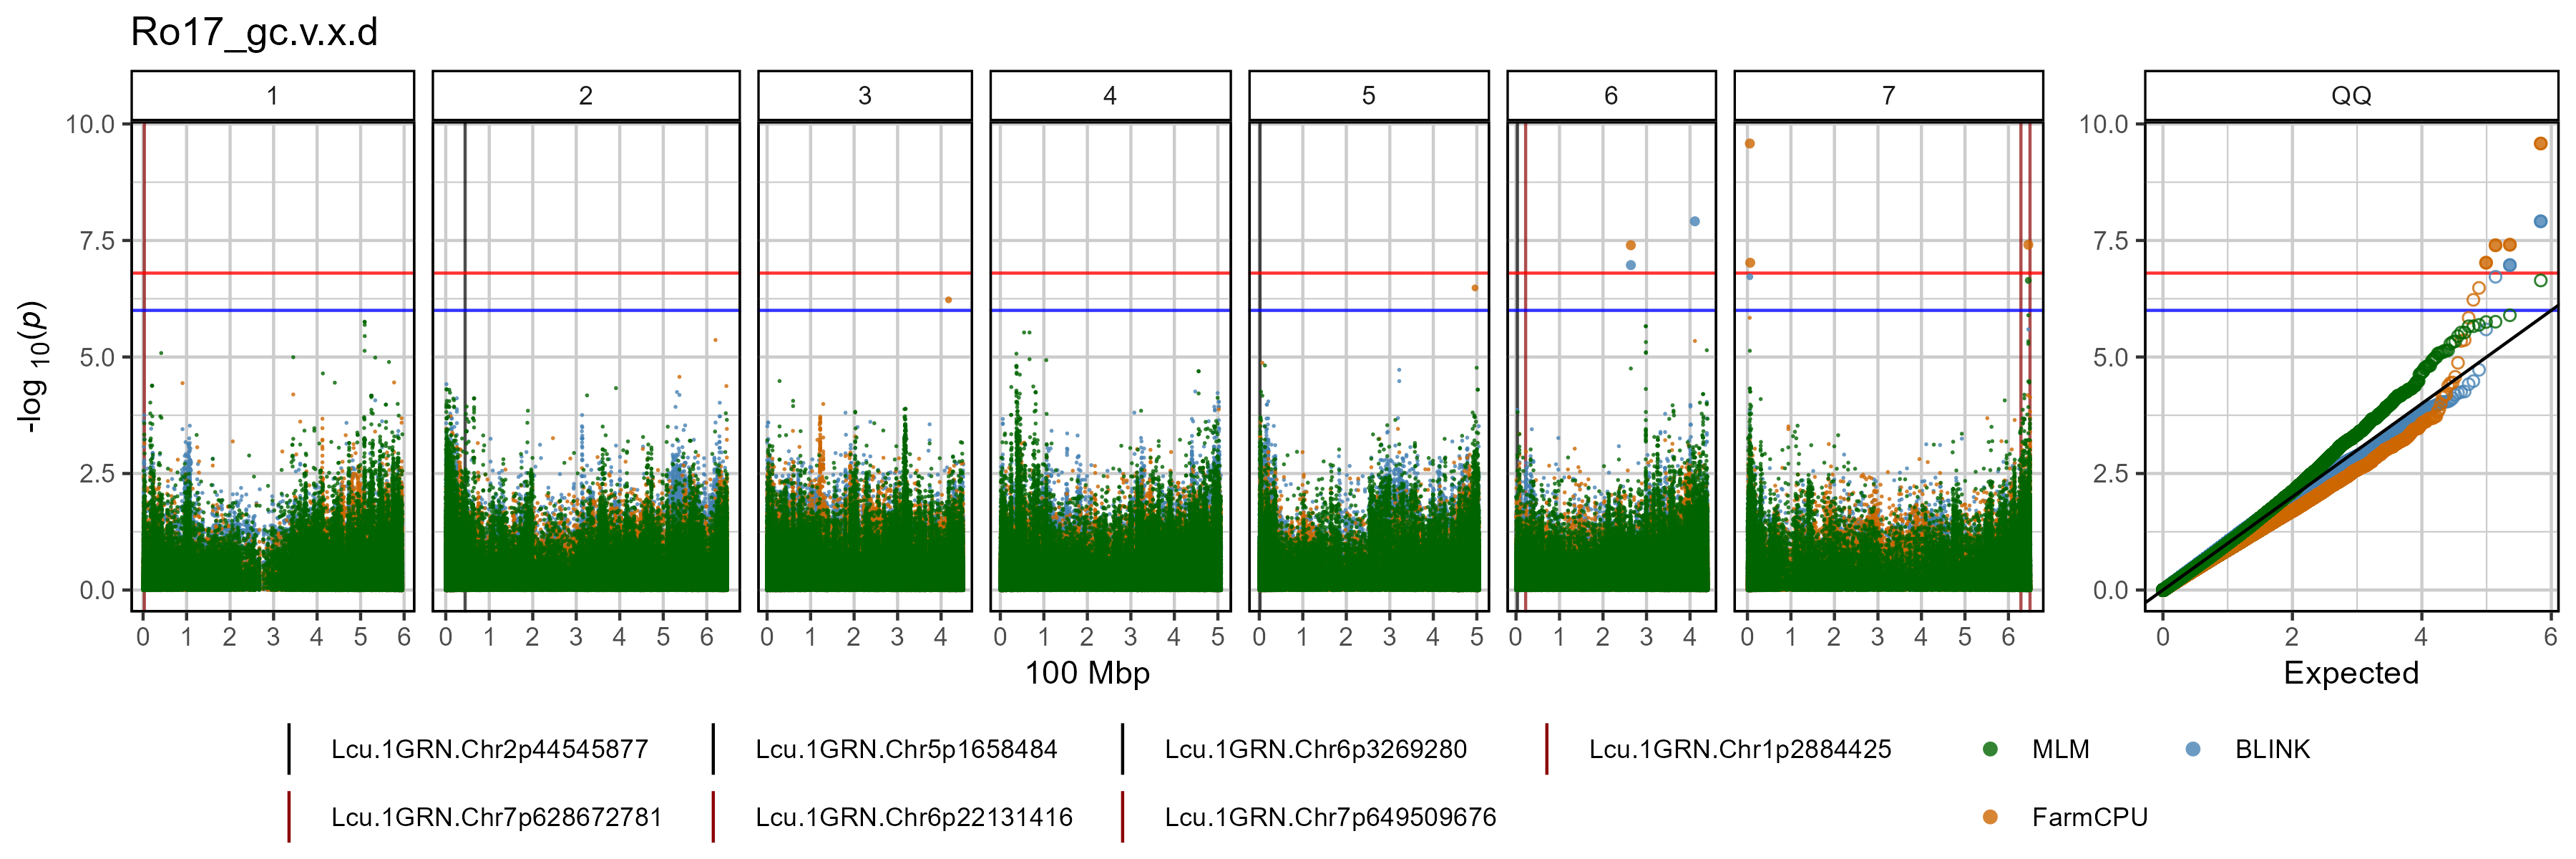 Ro17_gc.v.x.d
1 2 3 4 5 6 7 QQ
10.0 10.0
7.5 7.5
5.0 5.0
2.5 2.5
0.0 0.0
-log 10(p)
0 1 2 3 4 5 6 0 1 2 3 4 5 6 0 1 2 3 4 0 1 2 3 4 5 0 1 2 3 4 5 0 1 2 3 4 0 1 2 3 4 5 6 0 2 4 6
100 Mbp Expected
Lcu.1GRN.Chr2p44545877 Lcu.1GRN.Chr5p1658484 Lcu.1GRN.Chr6p3269280 Lcu.1GRN.Chr1p2884425 MLM BLINK
Lcu.1GRN.Chr7p628672781 Lcu.1GRN.Chr6p22131416 Lcu.1GRN.Chr7p649509676 FarmCPU